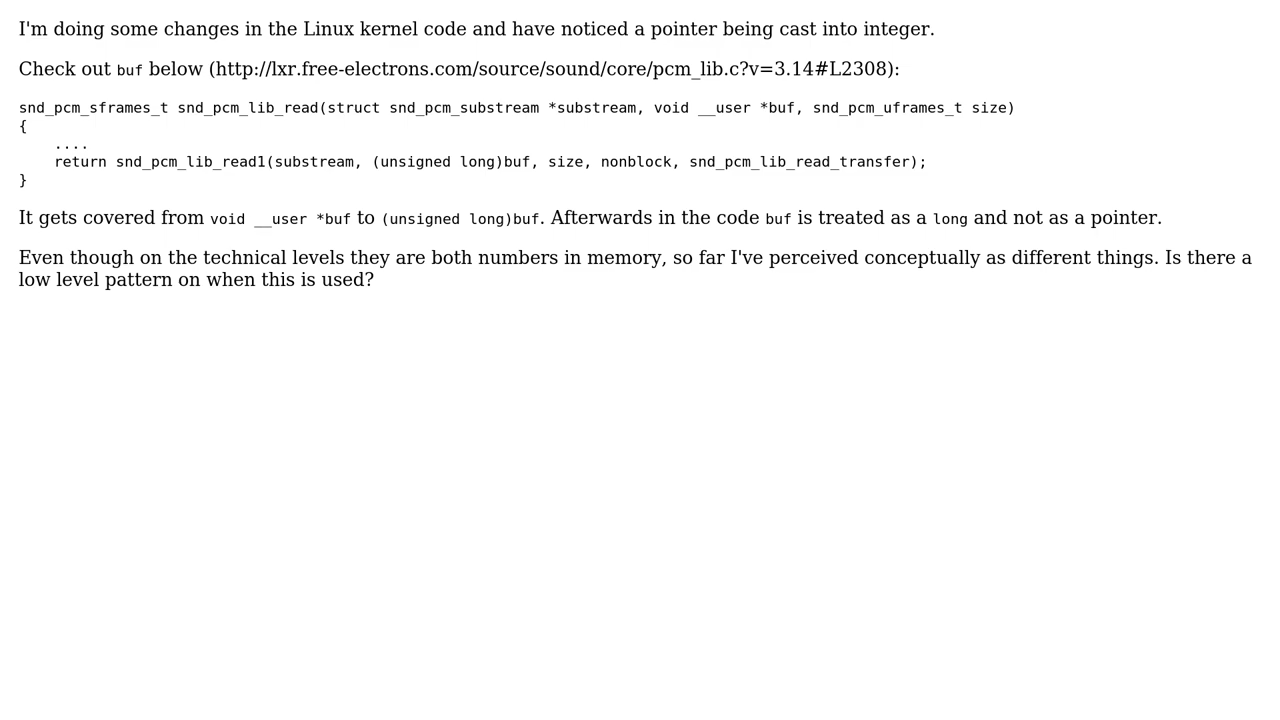 I'm doing some changes in the Linux kernel code and have noticed a pointer being cast into integer.
Check out buf below (http://lxr.free-electrons.com/source/sound/core/pcm_lib.c?v=3.14#L2308):
snd_pcm_sframes_t snd_pcm_lib_read(struct snd_pcm_substream *substream, void __user *buf, snd_pcm_uframes_t size)
{
    ....
    return snd_pcm_lib_read1(substream, (unsigned long)buf, size, nonblock, snd_pcm_lib_read_transfer);
}
It gets covered from void __user *buf to (unsigned long)buf. Afterwards in the code buf is treated as a long and not as a pointer.
Even though on the technical levels they are both numbers in memory, so far I've perceived conceptually as different things. Is there a
low level pattern on when this is used?